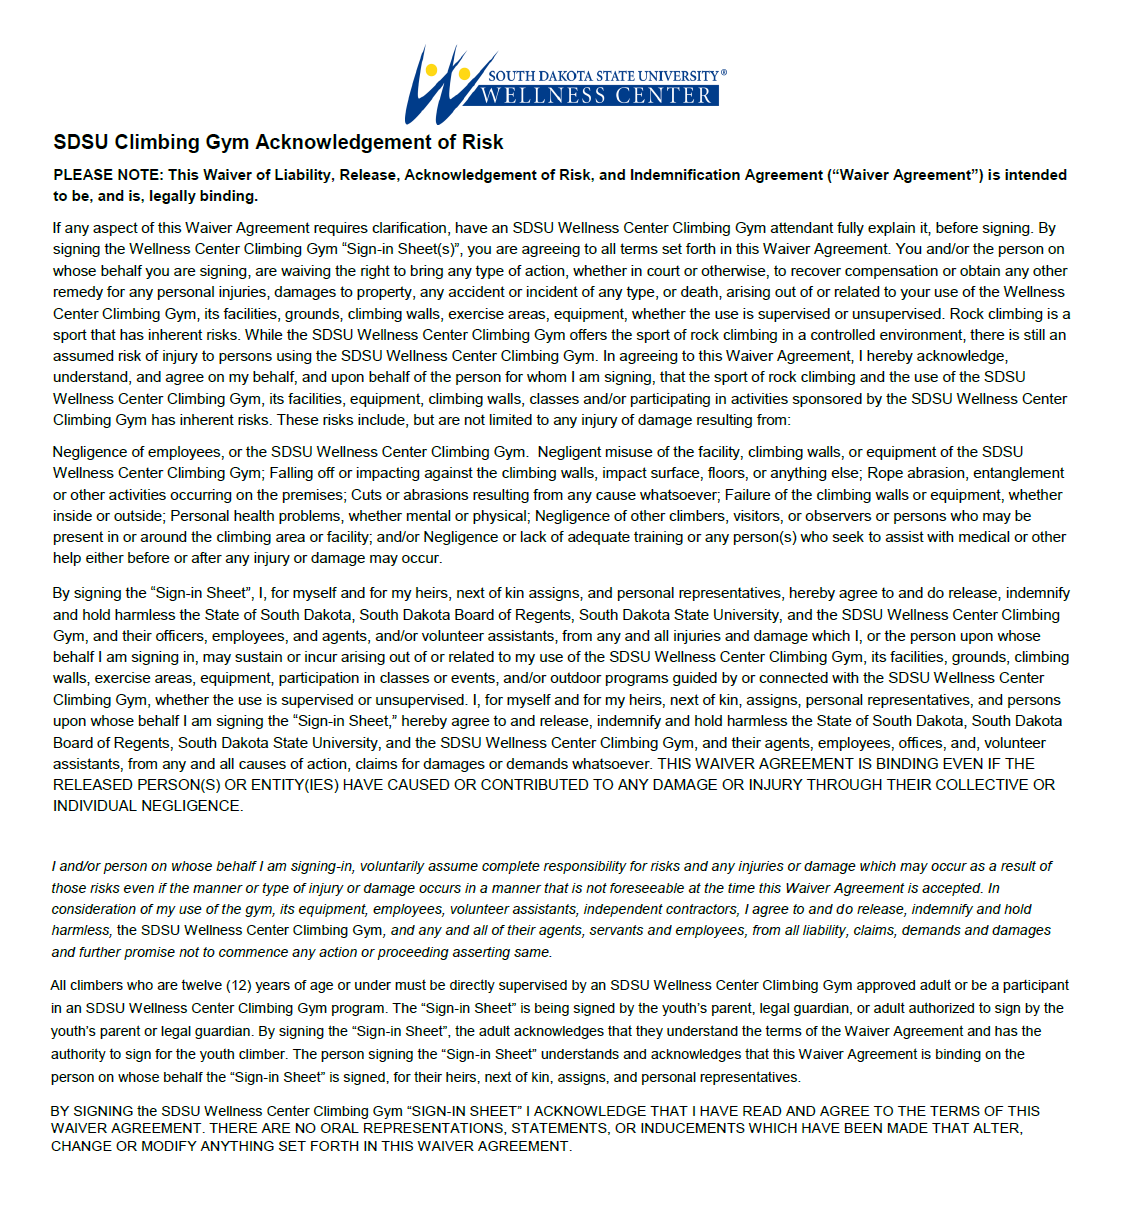 SOUTH DAKOTA STATE UNIVERSITY®
WELLNESS CENTER
SDSU Climbing Gym Acknowledgement of Risk
PLEASE NOTE: This Waiver of Liability, Release, Acknowledgement of Risk, and Indemnification Agreement (“Waiver Agreement”) is intended
to be, and is, legally binding.
If any aspect of this Waiver Agreement requires clarification, have an SDSU Wellness Center Climbing Gym attendant fully explain it, before signing. By
signing the Wellness Center Climbing Gym “Sign-in Sheet(s)”, you are agreeing to all terms set forth in this Waiver Agreement. You and/or the person on
whose behalf you are signing, are waiving the right to bring any type of action, whether in court or otherwise, to recover compensation or obtain any other
remedy for any personal injuries, damages to property, any accident or incident of any type, or death, arising out of or related to your use of the Wellness
Center Climbing Gym, its facilities, grounds, climbing walls, exercise areas, equipment, whether the use is supervised or unsupervised. Rock climbing is a
sport that has inherent risks. While the SDSU Wellness Center Climbing Gym offers the sport of rock climbing in a controlled environment, there is still an
assumed risk of injury to persons using the SDSU Wellness Center Climbing Gym. In agreeing to this Waiver Agreement, I hereby acknowledge,
understand, and agree on my behalf, and upon behalf of the person for whom I am signing, that the sport of rock climbing and the use of the SDSU
Wellness Center Climbing Gym, its facilities, equipment, climbing walls, classes and/or participating in activities sponsored by the SDSU Wellness Center
Climbing Gym has inherent risks. These risks include, but are not limited to any injury of damage resulting from:
Negligence of employees, or the SDSU Wellness Center Climbing Gym. Negligent misuse of the facility, climbing walls, or equipment of the SDSU
Wellness Center Climbing Gym; Falling off or impacting against the climbing walls, impact surface, floors, or anything else; Rope abrasion, entanglement
or other activities occurring on the premises; Cuts or abrasions resulting from any cause whatsoever; Failure of the climbing walls or equipment, whether
inside or outside; Personal health problems, whether mental or physical; Negligence of other climbers, visitors, or observers or persons who may be
present in or around the climbing area or facility; and/or Negligence or lack of adequate training or any person(s) who seek to assist with medical or other
help either before or after any injury or damage may occur.
By signing the “Sign-in Sheet”, I, for myself and for my heirs, next of kin assigns, and personal representatives, hereby agree to and do release, indemnify
and hold harmless the State of South Dakota, South Dakota Board of Regents, South Dakota State University, and the SDSU Wellness Center Climbing
Gym, and their officers, employees, and agents, and/or volunteer assistants, from any and all injuries and damage which I, or the person upon whose
behalf I am signing in, may sustain or incur arising out of or related to my use of the SDSU Wellness Center Climbing Gym, its facilities, grounds, climbing
walls, exercise areas, equipment, participation in classes or events, and/or outdoor programs guided by or connected with the SDSU Wellness Center
Climbing Gym, whether the use is supervised or unsupervised. I, for myself and for my heirs, next of kin, assigns, personal representatives, and persons
upon whose behalf I am signing the “Sign-in Sheet,” hereby agree to and release, indemnify and hold harmless the State of South Dakota, South Dakota
Board of Regents, South Dakota State University, and the SDSU Wellness Center Climbing Gym, and their agents, employees, offices, and, volunteer
assistants, from any and all causes of action, claims for damages or demands whatsoever. THIS WAIVER AGREEMENT IS BINDING EVEN IF THE
RELEASED PERSON(S) OR ENTITY(IES) HAVE CAUSED OR CONTRIBUTED TO ANY DAMAGE OR INJURY THROUGH THEIR COLLECTIVE OR
INDIVIDUAL NEGLIGENCE.
I and/or person on whose behalf I am signing-in, voluntarily assume complete responsibility for risks and any injuries or damage which may occur as a result of
those risks even if the manner or type of injury or damage occurs in a manner that is not foreseeable at the time this Waiver Agreement is accepted. In
consideration of my use of the gym, its equipment, employees, volunteer assistants, independent contractors, I agree to and do release, indemnify and hold
harmless, the SDSU Wellness Center Climbing Gym, and any and all of their agents, servants and employees, from all liability, claims, demands and damages
and further promise not to commence any action or proceeding asserting same.
All climbers who are twelve (12) years of age or under must be directly supervised by an SDSU Wellness Center Climbing Gym approved adult or be a participant
in an SDSU Wellness Center Climbing Gym program. The “Sign-in Sheet” is being signed by the youth’s parent, legal guardian, or adult authorized to sign by the
youth’s parent or legal guardian. By signing the “Sign-in Sheet”, the adult acknowledges that they understand the terms of the Waiver Agreement and has the
authority to sign for the youth climber. The person signing the “Sign-in Sheet” understands and acknowledges that this Waiver Agreement is binding on the
person on whose behalf the “Sign-in Sheet” is signed, for their heirs, next of kin, assigns, and personal representatives.
BY SIGNING the SDSU Wellness Center Climbing Gym “SIGN-IN SHEET” I ACKNOWLEDGE THAT I HAVE READ AND AGREE TO THE TERMS OF THIS
WAIVER AGREEMENT. THERE ARE NO ORAL REPRESENTATIONS, STATEMENTS, OR INDUCEMENTS WHICH HAVE BEEN MADE THAT ALTER,
CHANGE OR MODIFY ANYTHING SET FORTH IN THIS WAIVER AGREEMENT.